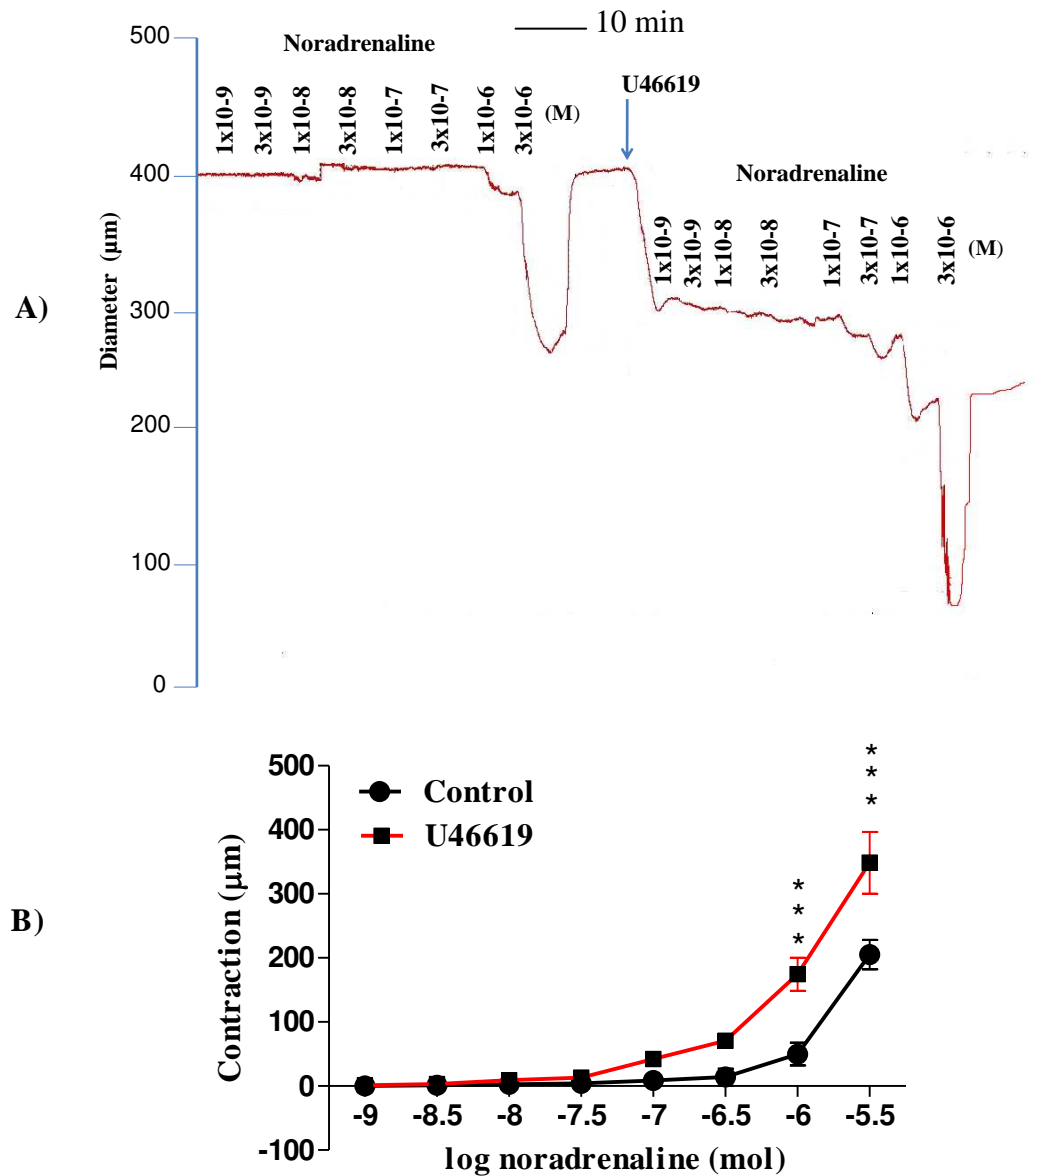 10 min
500
Noradrenaline
1x10-9
3x10-9
1x10-8
3x10-8
1x10-7
3x10-7
1x10-6
3x10-6
(M)
U46619
400
Noradrenaline
1x10-9
3x10-9
1x10-8
3x10-8
1x10-7
3x10-7
1x10-6
3x10-6
(M)
A)
Diameter (µm)
300
200
100
0
B)
Contraction (µm)
500
400
300
200
100
0
-100
Control
U46619
* * *
* * *
-9 -8.5 -8 -7.5 -7 -6.5 -6 -5.5
log noradrenaline (mol)